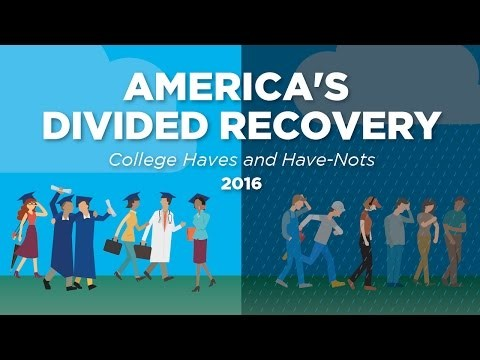 AMERICA'S
DIVIDED RECOVERY
College Haves and Have-Nots
2016